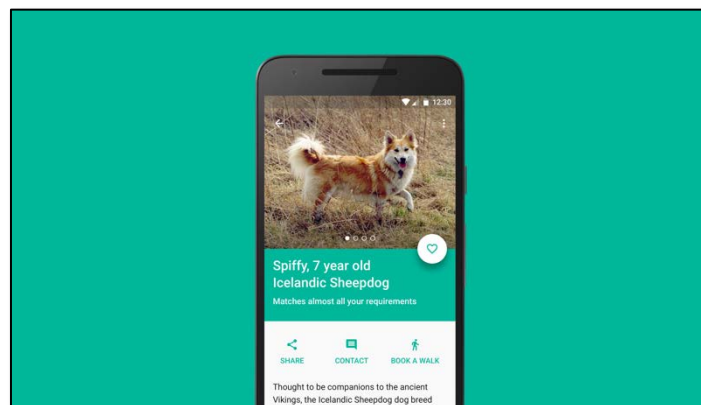 12:30
Spiffy, 7 year old
Icelandic Sheepdog
Matches almost all your requirements
SHARE CONTACT BOOK A WALK
Thought to be companions to the ancient
Vikings, the Icelandic Sheepdog dog breed